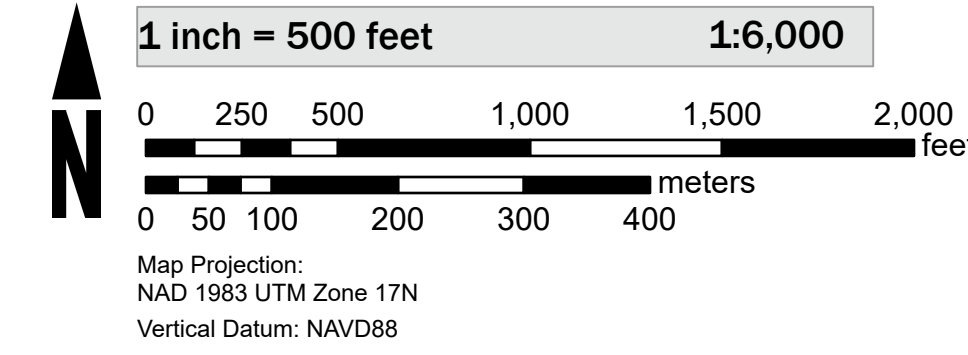 1 inch = 500 feet 1:6,000
0 250 500 1,000 1,500 2,000
feet
meters
0 50 100 200 300 400
N
Map Projection:
NAD 1983 UTM Zone 17N
Vertical Datum: NAVD88